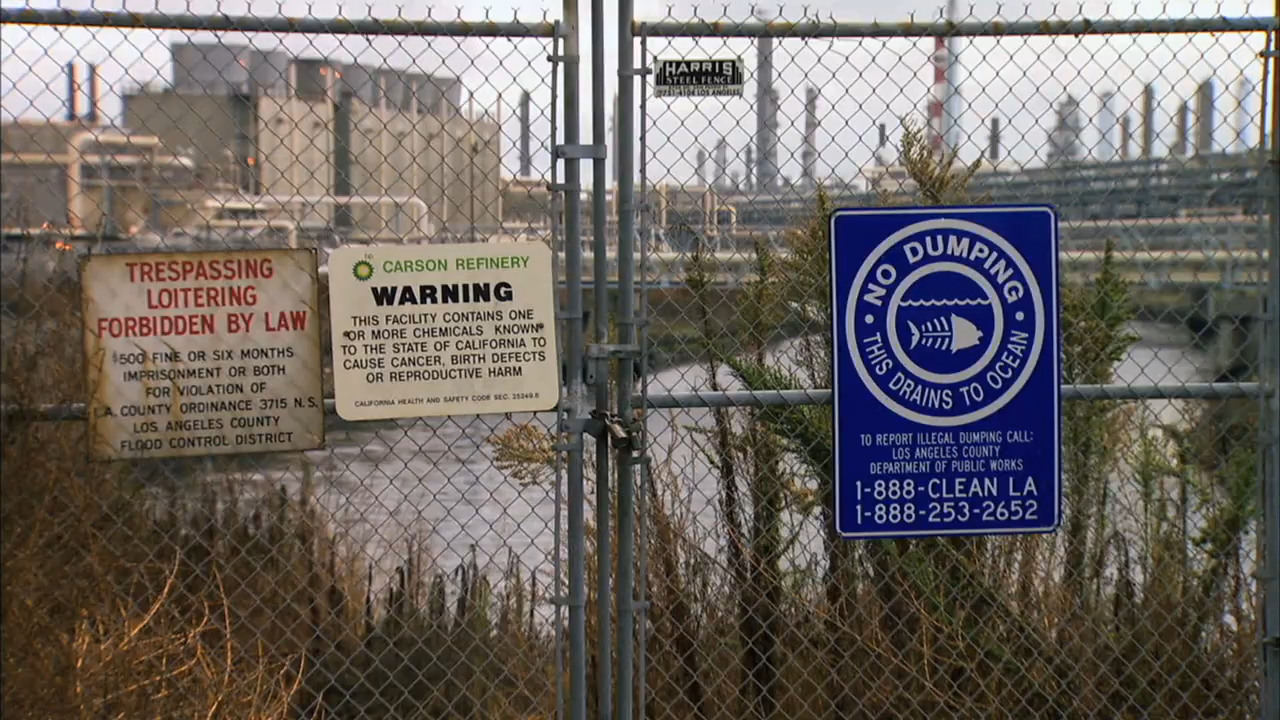 HARRIS
STEEL FENCE
TRESPASSING
LOITERING
FORBIDDEN BY LAW
$500 FINE OR SIX MONTHS
IMPRISONMENT OR BOTH
FOR VIOLATION OF
L.A. COUNTY ORDINANCE 3715 N.S.
LOS ANGELES COUNTY
FLOOD CONTROL DISTRICT
bp
CARSON REFINERY
WARNING
THIS FACILITY CONTAINS ONE
OR MORE CHEMICALS KNOWN
TO THE STATE OF CALIFORNIA TO
CAUSE CANCER, BIRTH DEFECTS
OR REPRODUCTIVE HARM
CALIFORNIA HEALTH AND SAFETY CODE SEC. 25249.6
NO DUMPING
THIS DRAINS TO OCEAN
TO REPORT ILLEGAL DUMPING CALL:
LOS ANGELES COUNTY
DEPARTMENT OF PUBLIC WORKS
1-888-CLEAN LA
1-888-253-2652